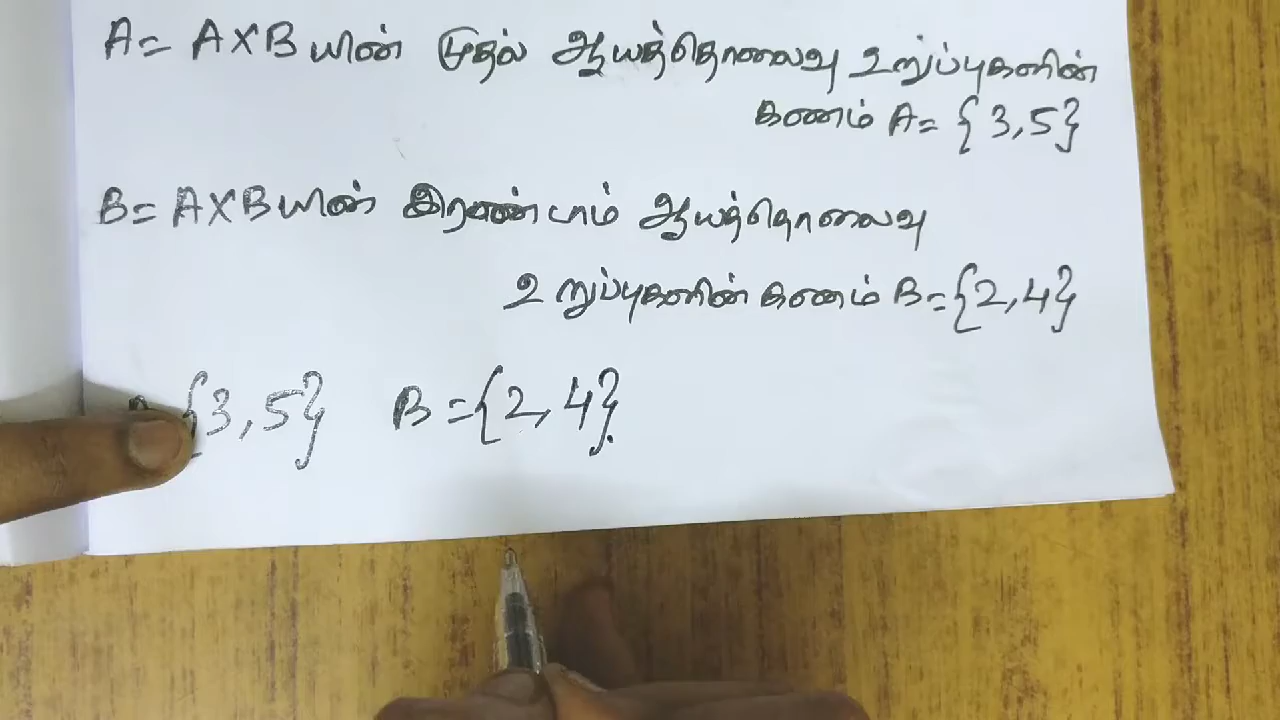 A = A X B யின் முதல் ஆயத்தொலைவு உறுப்புகளின்
கணம் A = {3,5}
B = A X B யின் இரண்டாம் ஆயத்தொலைவு
உறுப்புகளின் கணம் B = {2,4}
{3,5} B = {2,4}.